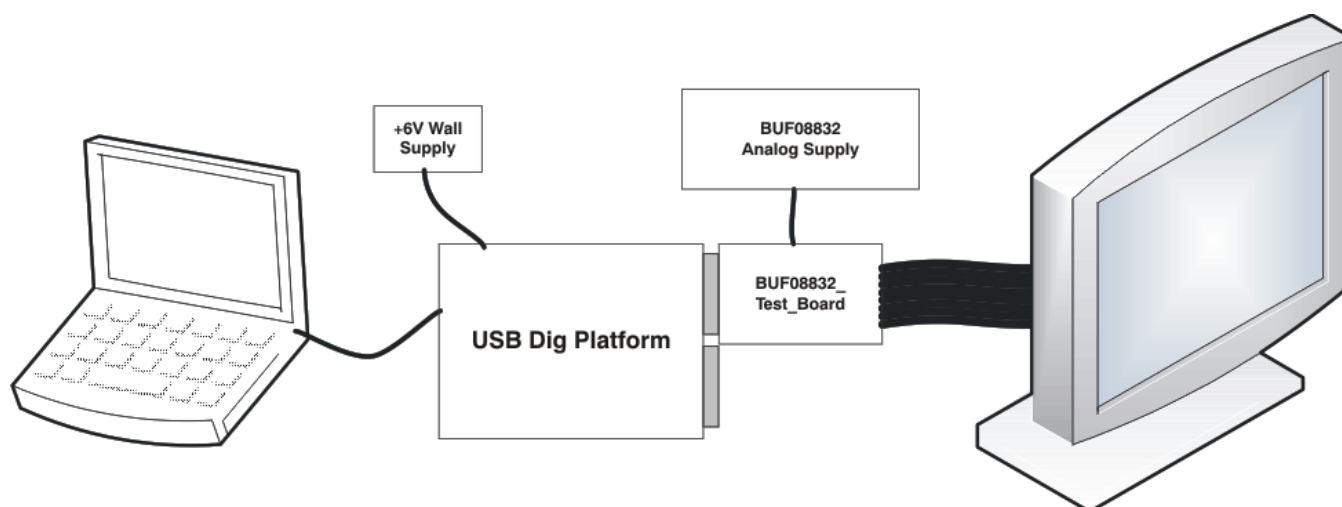 +6V Wall
Supply
BUF08832
Analog Supply
USB Dig Platform
BUF08832_
Test_Board